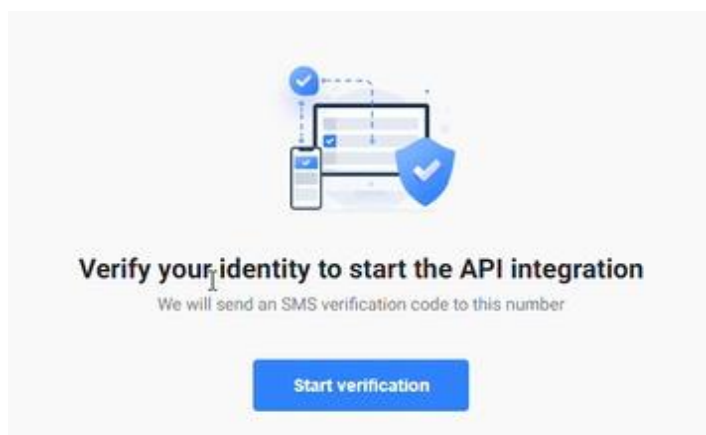 Verify your identity to start the API integration
We will send an SMS verification code to this number
Start verification